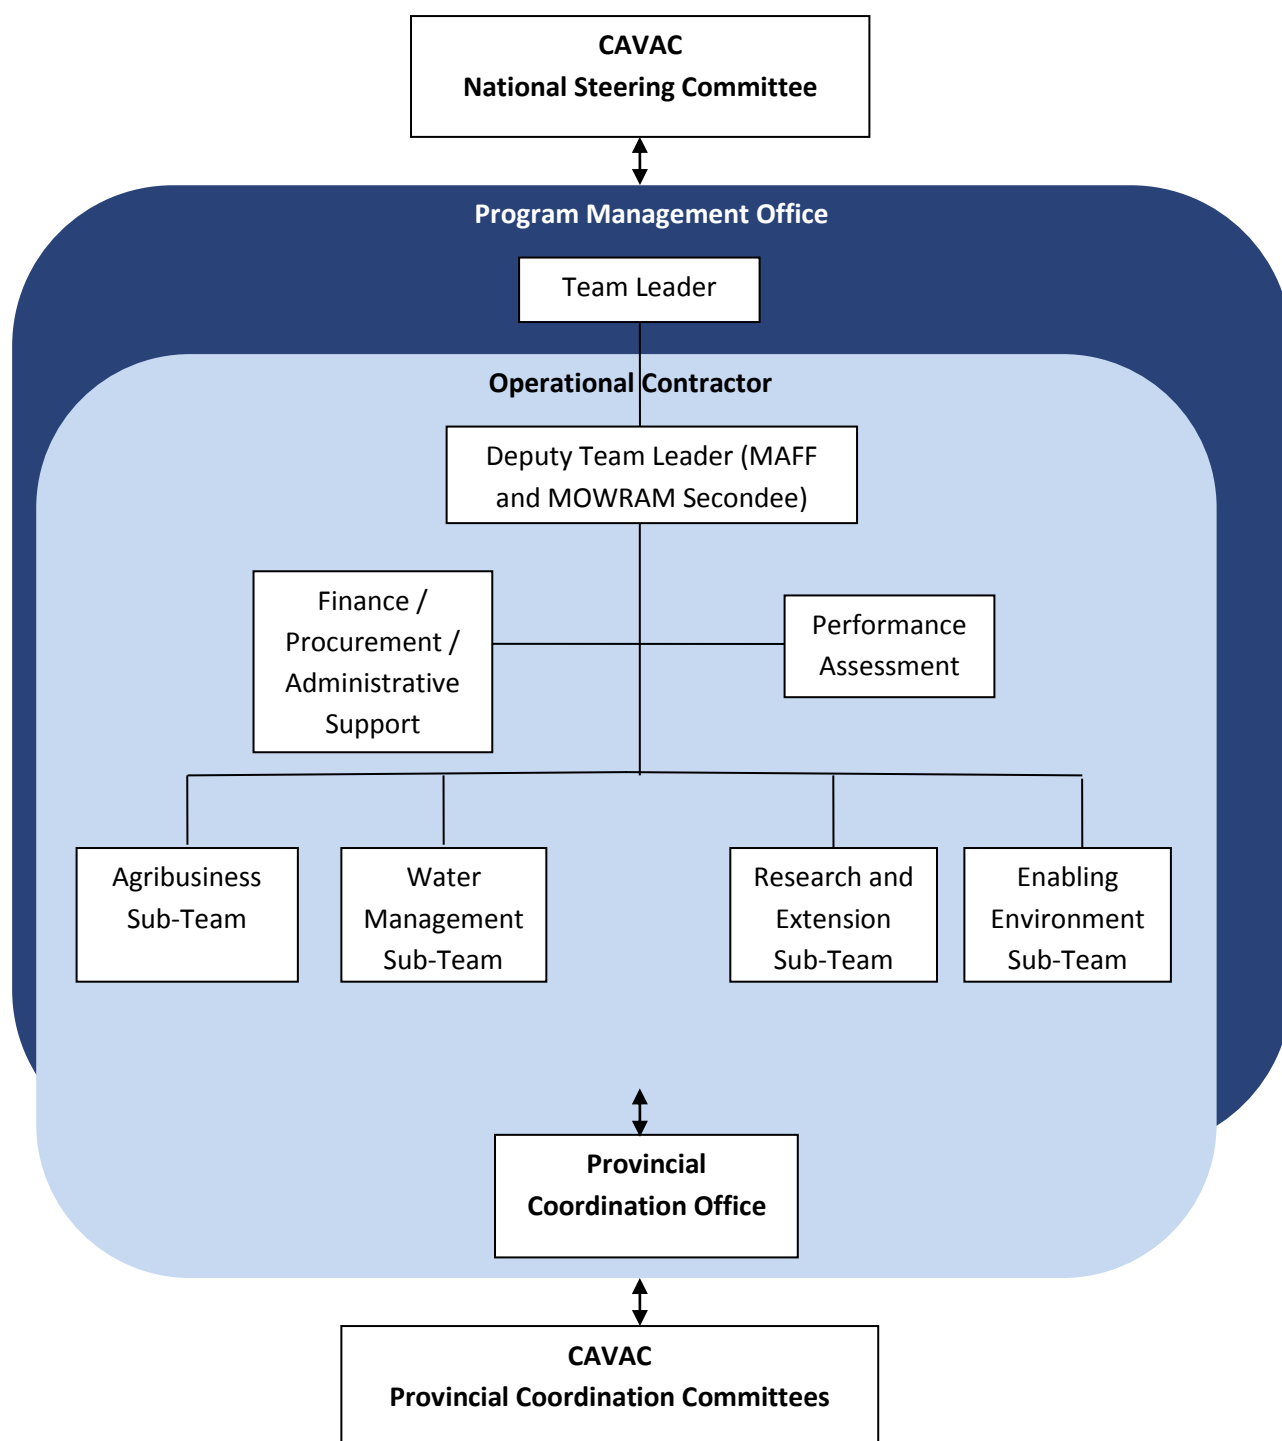 CAVAC
National Steering Committee
Program Management Office
Team Leader
Operational Contractor
Deputy Team Leader (MAFF
and MOWRAM Secondee)
Finance /
Procurement /
Administrative
Support
Performance
Assessment
Agribusiness
Sub-Team
Water
Management
Sub-Team
Research and
Extension
Sub-Team
Enabling
Environment
Sub-Team
Provincial
Coordination Office
CAVAC
Provincial Coordination Committees